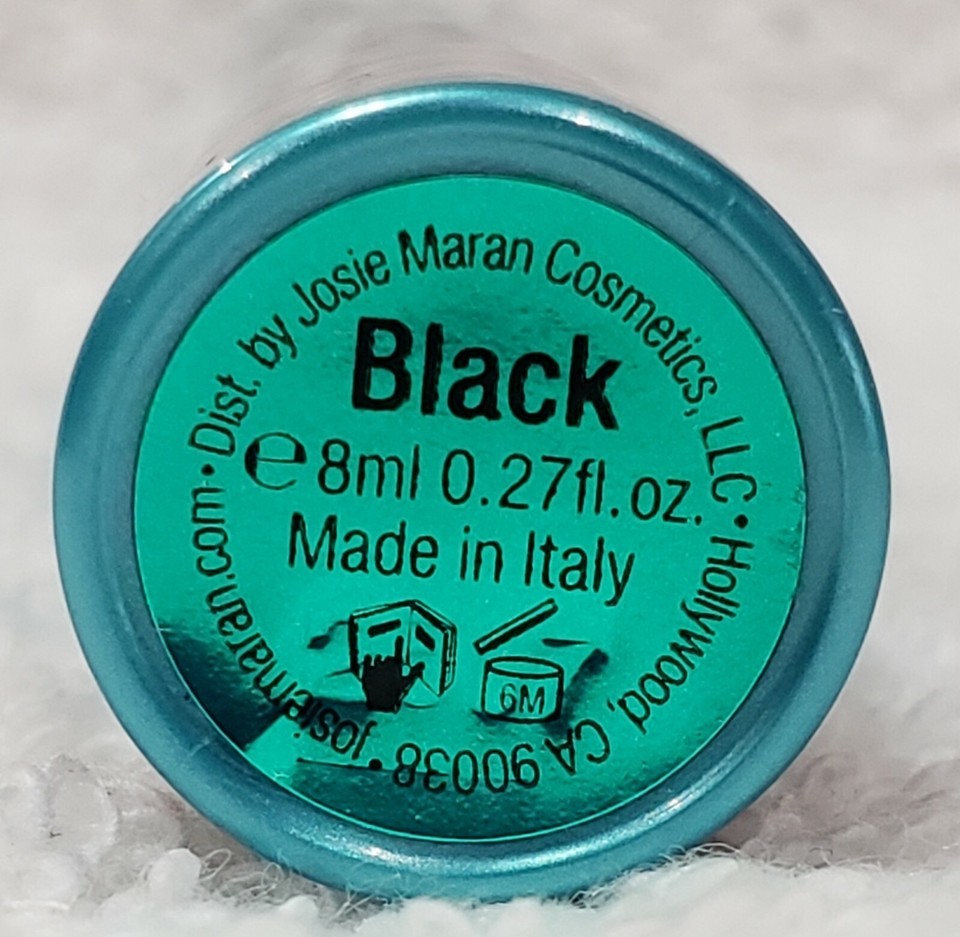 Dist. by Josie Maran Cosmetics, LLC • Hollywood, CA 90038 • josiemaran.com •
Black
e 8ml 0.27fl.oz.
Made in Italy
6M